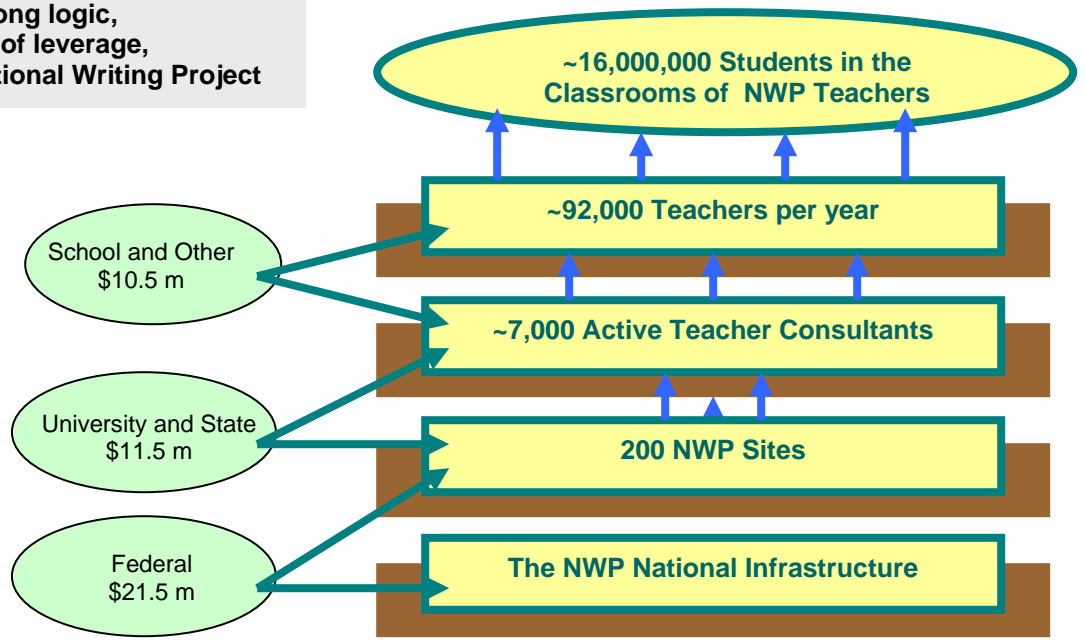 logic,
of leverage,
Writing Project
~16,000,000 Students in the
Classrooms of NWP Teachers
~92,000 Teachers per year
School and Other
$10.5 m
~7,000 Active Teacher Consultants
University and State
$11.5 m
200 NWP Sites
Federal
$21.5 m
The NWP National Infrastructure